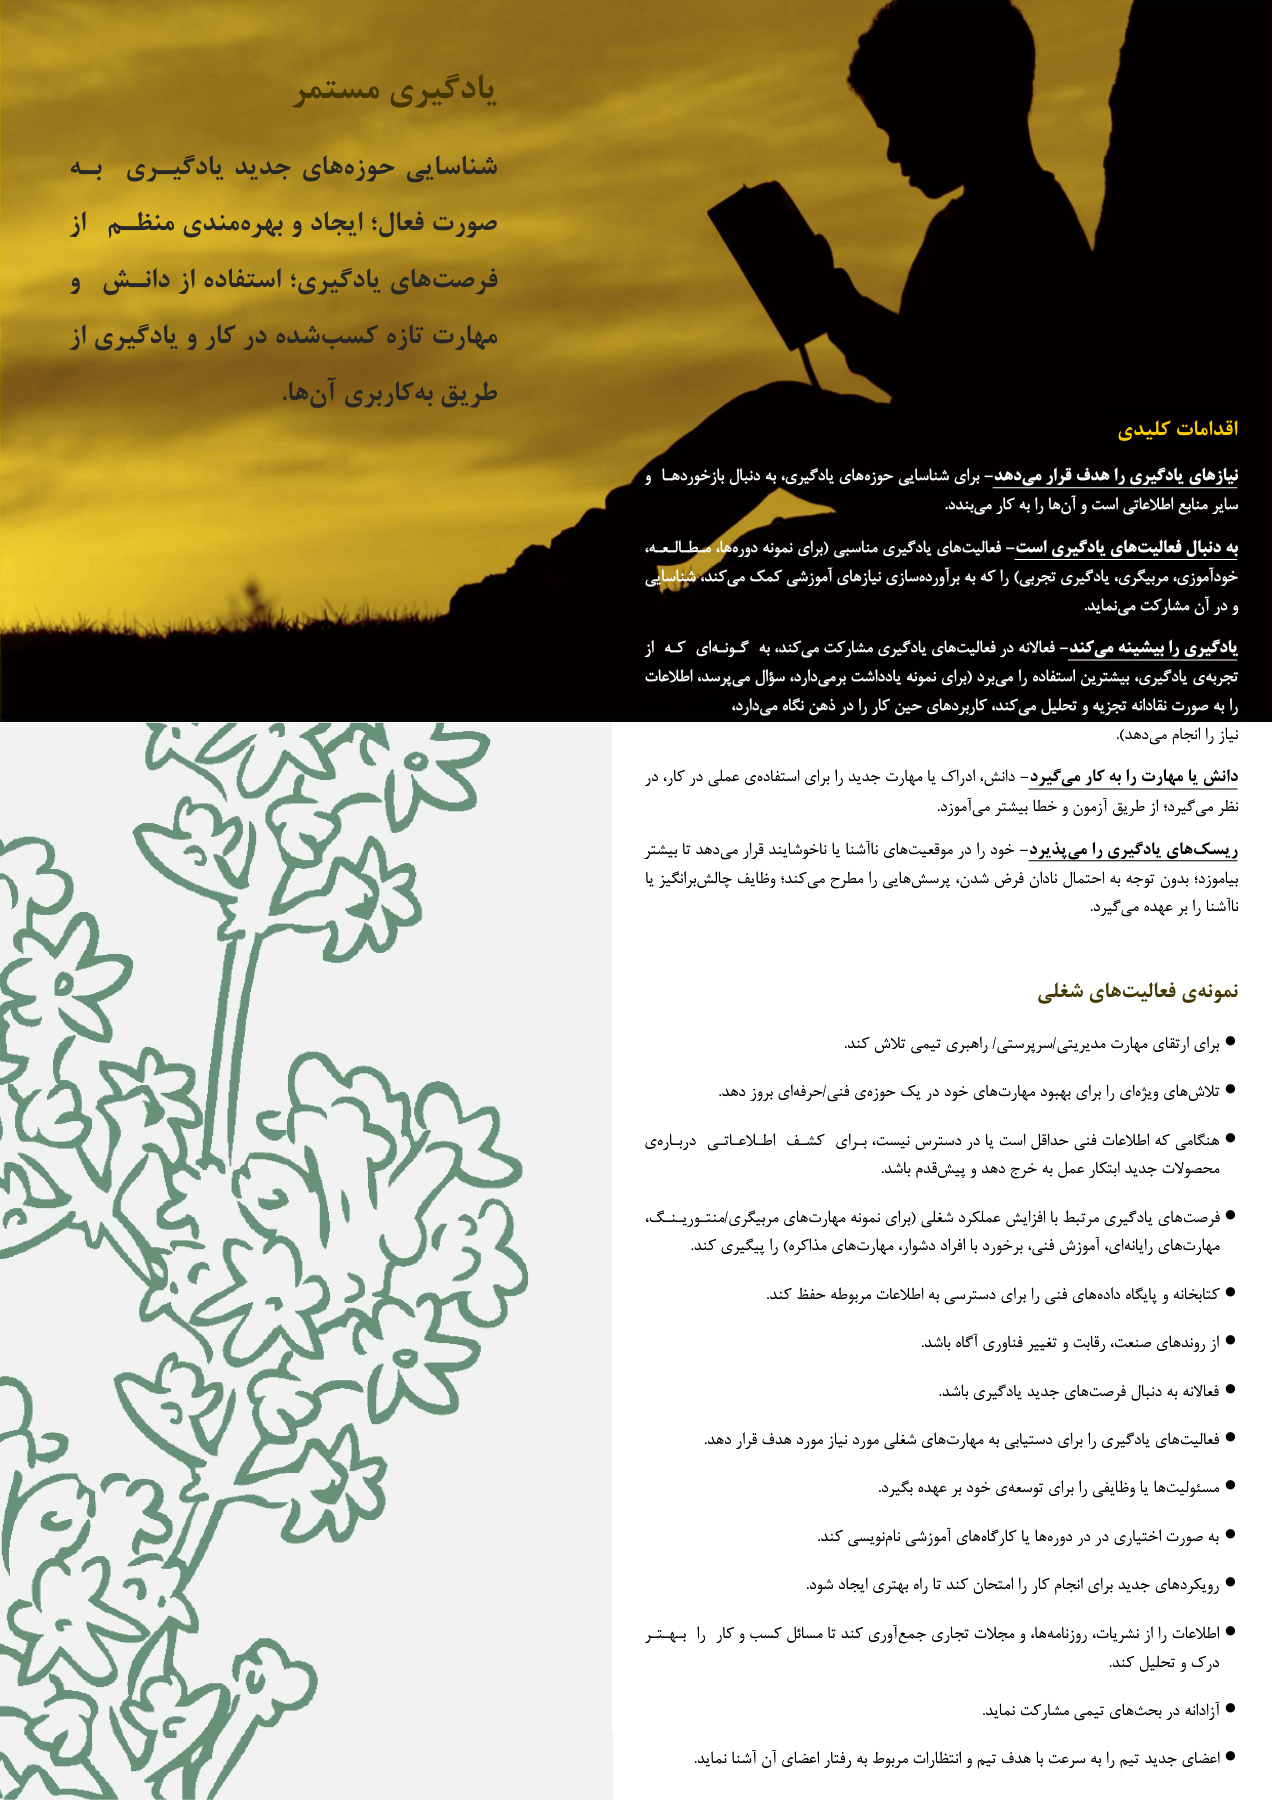 یادگیری مستمر
شناسایی حوزه‌های جدید یادگیری به
صورت فعال؛ ایجاد و بهره‌مندی منظم از
فرصت‌های یادگیری؛ استفاده از دانش و
مهارت تازه کسب‌شده در کار و یادگیری از
طریق به‌کاربری آن‌ها.
اقدامات کلیدی
نیازهای یادگیری را هدف قرار می‌دهد- برای شناسایی حوزه‌های یادگیری، به دنبال بازخوردها و
سایر منابع اطلاعاتی است و آن‌ها را به کار می‌بندد.
به دنبال فعالیت‌های یادگیری است- فعالیت‌های یادگیری مناسبی (برای نمونه دوره‌ها، مطالعه،
خودآموزی، مربیگری، یادگیری تجربی) را که به برآورده‌سازی نیازهای آموزشی کمک می‌کند، شناسایی
و در آن مشارکت می‌نماید.
یادگیری را بیشینه می‌کند- فعالانه در فعالیت‌های یادگیری مشارکت می‌کند، به گونه‌ای که از
تجربه‌ی یادگیری، بیشترین استفاده را می‌برد (برای نمونه یادداشت برمی‌دارد، سؤال می‌پرسد، اطلاعات
را به صورت نقادانه تجزیه و تحلیل می‌کند، کاربردهای حین کار را در ذهن نگاه می‌دارد،
نیاز را انجام می‌دهد).
دانش یا مهارت را به کار می‌گیرد- دانش، ادراک یا مهارت جدید را برای استفاده‌ی عملی در کار، در
نظر می‌گیرد؛ از طریق آزمون و خطا بیشتر می‌آموزد.
ریسک‌های یادگیری را می‌پذیرد- خود را در موقعیت‌های ناآشنا یا ناخوشایند قرار می‌دهد تا بیشتر
بیاموزد؛ بدون توجه به احتمال نادان فرض شدن، پرسش‌هایی را مطرح می‌کند؛ وظایف چالش‌برانگیز یا
ناآشنا را بر عهده می‌گیرد.
نمونه‌ی فعالیت‌های شغلی
● برای ارتقای مهارت مدیریتی/سرپرستی/ راهبری تیمی تلاش کند.
● تلاش‌های ویژه‌ای را برای بهبود مهارت‌های خود در یک حوزه‌ی فنی/حرفه‌ای بروز دهد.
● هنگامی که اطلاعات فنی حداقل است یا در دسترس نیست، برای کشف اطلاعاتی درباره‌ی
محصولات جدید ابتکار عمل به خرج دهد و پیش‌قدم باشد.
● فرصت‌های یادگیری مرتبط با افزایش عملکرد شغلی (برای نمونه مهارت‌های مربیگری/منتورینگ،
مهارت‌های رایانه‌ای، آموزش فنی، برخورد با افراد دشوار، مهارت‌های مذاکره) را پیگیری کند.
● کتابخانه و پایگاه داده‌های فنی را برای دسترسی به اطلاعات مربوطه حفظ کند.
● از روندهای صنعت، رقابت و تغییر فناوری آگاه باشد.
● فعالانه به دنبال فرصت‌های جدید یادگیری باشد.
● فعالیت‌های یادگیری را برای دستیابی به مهارت‌های شغلی مورد نیاز مورد هدف قرار دهد.
● مسئولیت‌ها یا وظایفی را برای توسعه‌ی خود بر عهده بگیرد.
● به صورت اختیاری در در دوره‌ها یا کارگاه‌های آموزشی نام‌نویسی کند.
● رویکردهای جدید برای انجام کار را امتحان کند تا راه بهتری ایجاد شود.
● اطلاعات را از نشریات، روزنامه‌ها، و مجلات تجاری جمع‌آوری کند تا مسائل کسب و کار را بهتر
درک و تحلیل کند.
● آزادانه در بحث‌های تیمی مشارکت نماید.
● اعضای جدید تیم را به سرعت با هدف تیم و انتظارات مربوط به رفتار اعضای آن آشنا نماید.